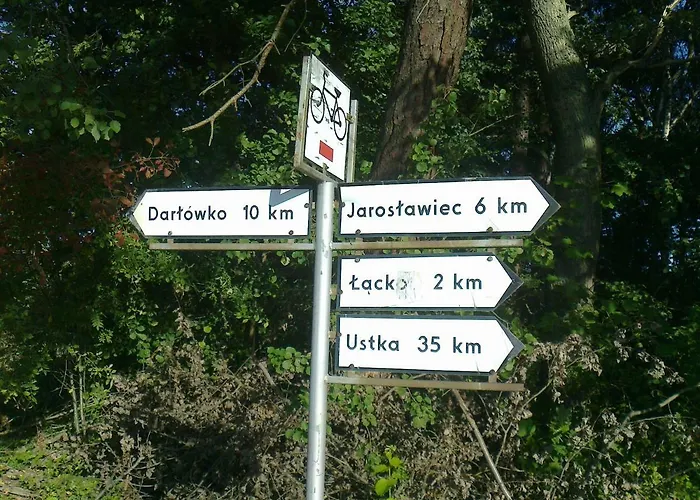 Darłówko 10 km
Jarosławiec 6 km
Łącko 2 km
Ustka 35 km